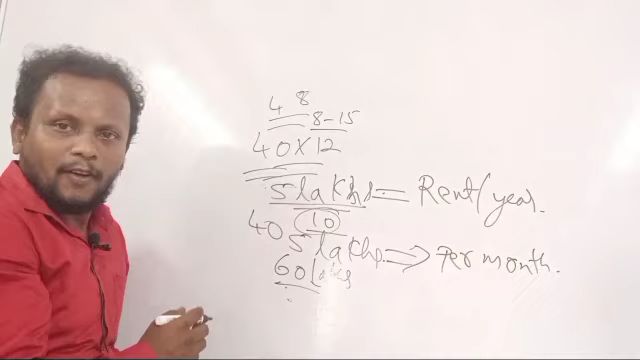 4 8
8-15
40X12
5 lakhs = Rent/year.
10
40 5 lakhs => Per month.
60 lakhs